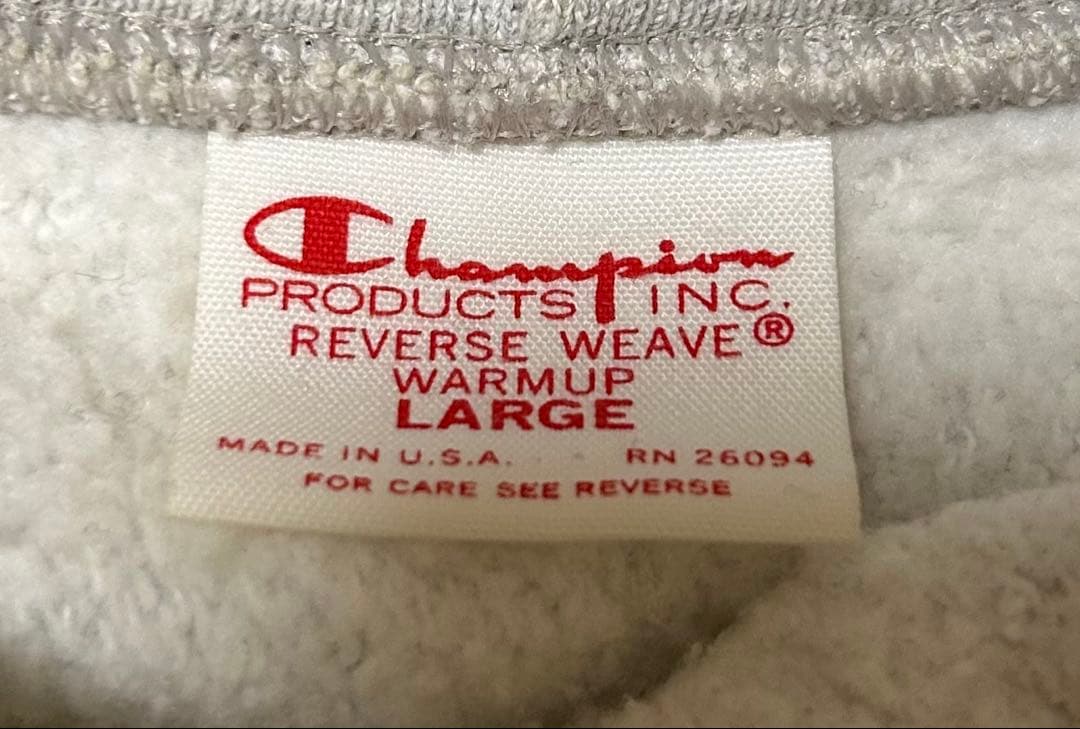 Champion
PRODUCTS INC.
REVERSE WEAVE®
WARMUP
LARGE
MADE IN U.S.A. RN 26094
FOR CARE SEE REVERSE